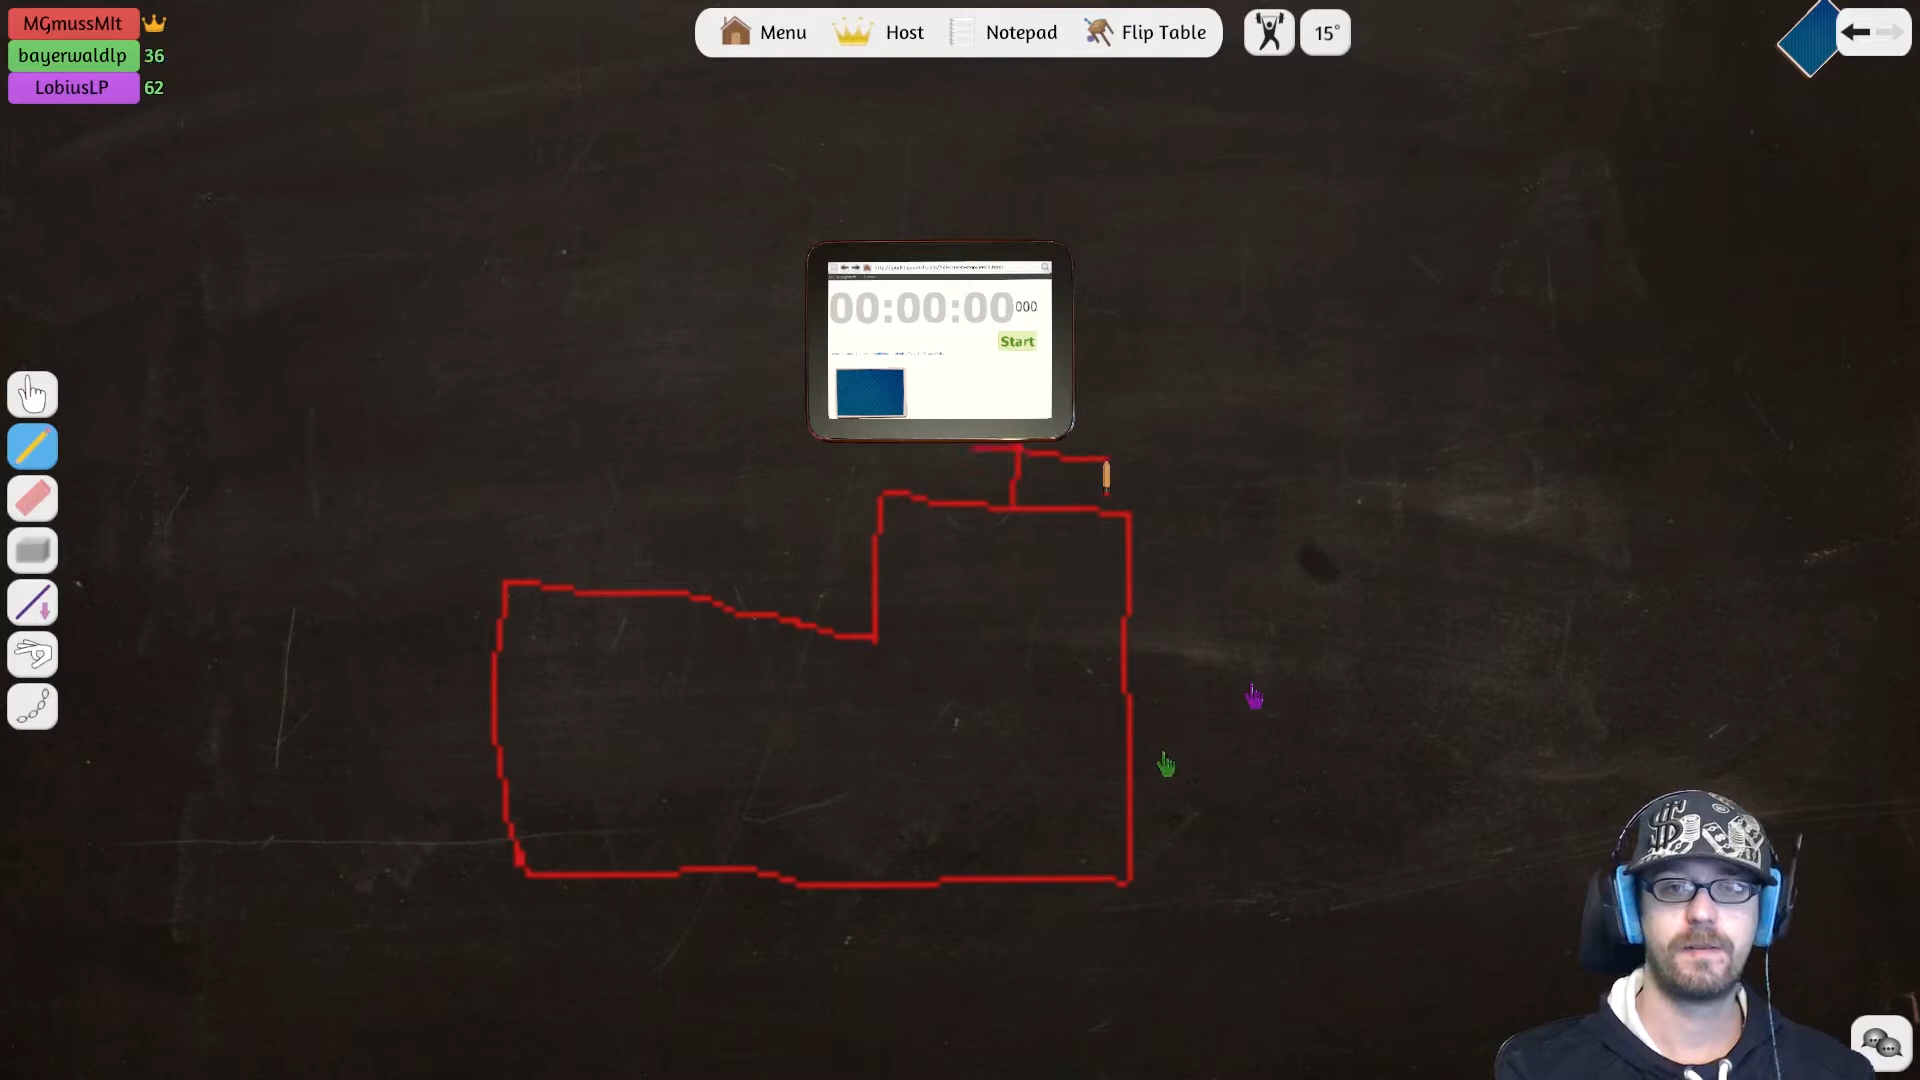 MGmussMIt
bayerwaldlp 36
LobiusLP 62
Menu Host Notepad Flip Table 15°
00:00:00 000
Start